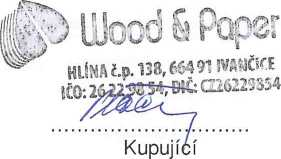 Wood & Paper
HLÍNA č.p. 138, 664 91 IVANČICE
IČO: 26 22 98 54, DIČ: CZ26229854
Kupující